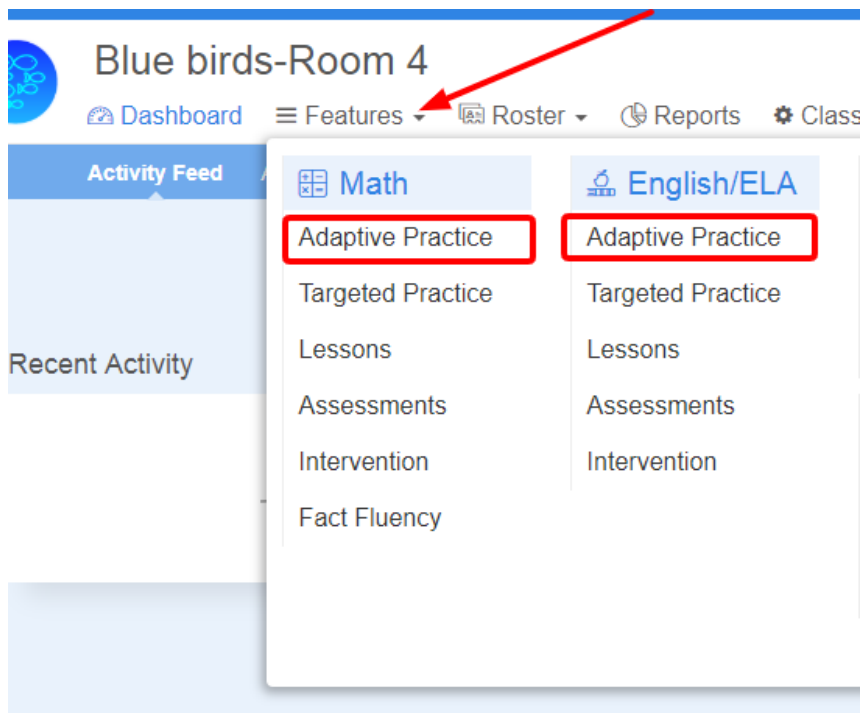 Blue birds-Room 4
Dashboard Features Roster Reports Class
Activity Feed
Math
Adaptive Practice
Targeted Practice
Lessons
Assessments
Intervention
Fact Fluency
English/ELA
Adaptive Practice
Targeted Practice
Lessons
Assessments
Intervention
Recent Activity